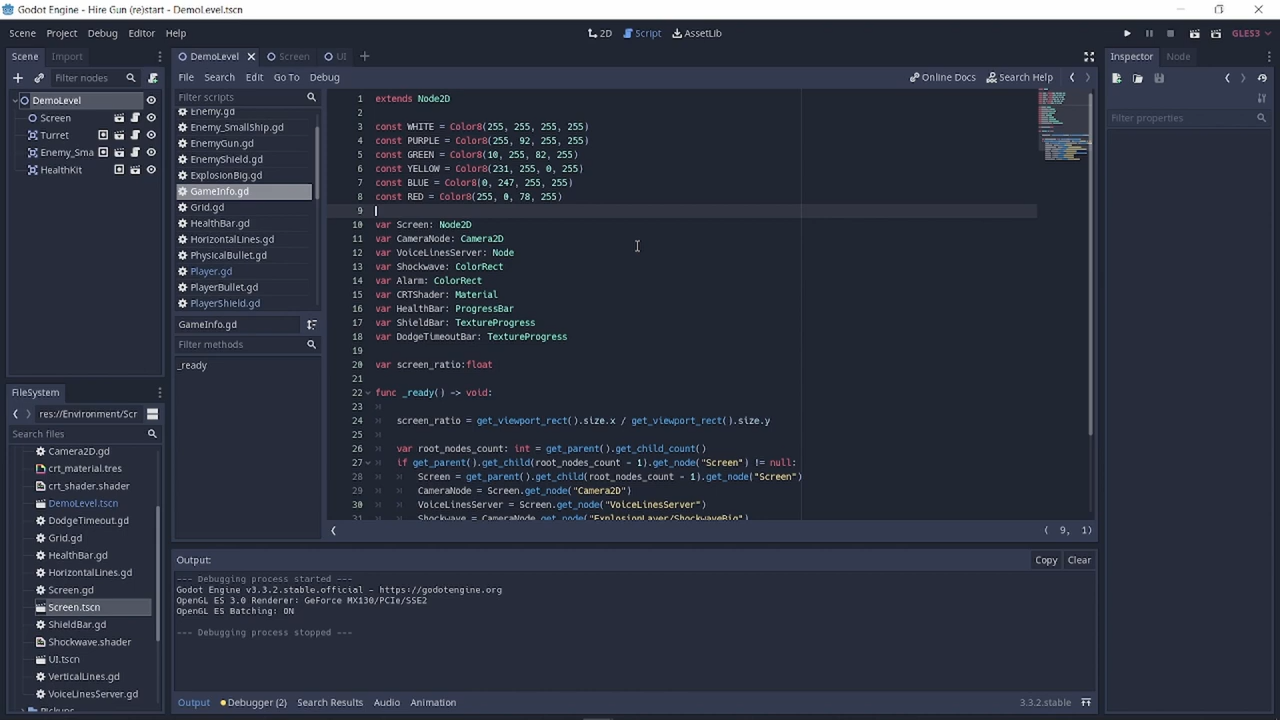 Godot Engine - Hire Gun (re)start - DemoLevel.tscn
Scene Project Debug Editor Help
2D Script AssetLib
GLES3
Scene Import
Filter nodes
DemoLevel
Screen
Turret
Enemy_Sma
HealthKit
FileSystem
res://Environment/Scr
Search files
Camera2D.gd
crt_material.tres
crt_shader.shader
DemoLevel.tscn
DodgeTimeout.gd
Grid.gd
HealthBar.gd
HorizontalLines.gd
Screen.gd
Screen.tscn
ShieldBar.gd
Shockwave.shader
UI.tscn
VerticalLines.gd
VoiceLinesServer.gd
Pickups
DemoLevel Screen UI
File Search Edit Go To Debug
Online Docs Search Help
Filter scripts
Enemy.gd
Enemy_SmallShip.gd
EnemyGun.gd
EnemyShield.gd
ExplosionBig.gd
GameInfo.gd
Grid.gd
HealthBar.gd
HorizontalLines.gd
PhysicalBullet.gd
Player.gd
PlayerBullet.gd
PlayerShield.gd
GameInfo.gd
Filter methods
_ready
1 extends Node2D
2
3 const WHITE = Color8(255, 255, 255, 255)
4 const PURPLE = Color8(255, 92, 255, 255)
5 const GREEN = Color8(10, 255, 82, 255)
6 const YELLOW = Color8(231, 255, 0, 255)
7 const BLUE = Color8(0, 247, 255, 255)
8 const RED = Color8(255, 0, 78, 255)
9
10 var Screen: Node2D
11 var CameraNode: Camera2D
12 var VoiceLinesServer: Node
13 var Shockwave: ColorRect
14 var Alarm: ColorRect
15 var CRTShader: Material
16 var HealthBar: ProgressBar
17 var ShieldBar: TextureProgress
18 var DodgeTimeoutBar: TextureProgress
19
20 var screen_ratio:float
21
22 func _ready() -> void:
23
24 screen_ratio = get_viewport_rect().size.x / get_viewport_rect().size.y
25
26 var root_nodes_count: int = get_parent().get_child_count()
27 if get_parent().get_child(root_nodes_count - 1).get_node("Screen") != null:
28 Screen = get_parent().get_child(root_nodes_count - 1).get_node("Screen")
29 CameraNode = Screen.get_node("Camera2D")
30 VoiceLinesServer = Screen.get_node("VoiceLinesServer")
31 Shockwave = CameraNode.get_node("ExplosionLayer/ShockwaveBig")
( 9, 1)
Output:
Copy Clear
--- Debugging process started ---
Godot Engine v3.3.2.stable.official - https://godotengine.org
OpenGL ES 3.0 Renderer: GeForce MX130/PCIe/SSE2
OpenGL ES Batching: ON
--- Debugging process stopped ---
Output Debugger (2) Search Results Audio Animation
3.3.2.stable
Inspector Node
Filter properties